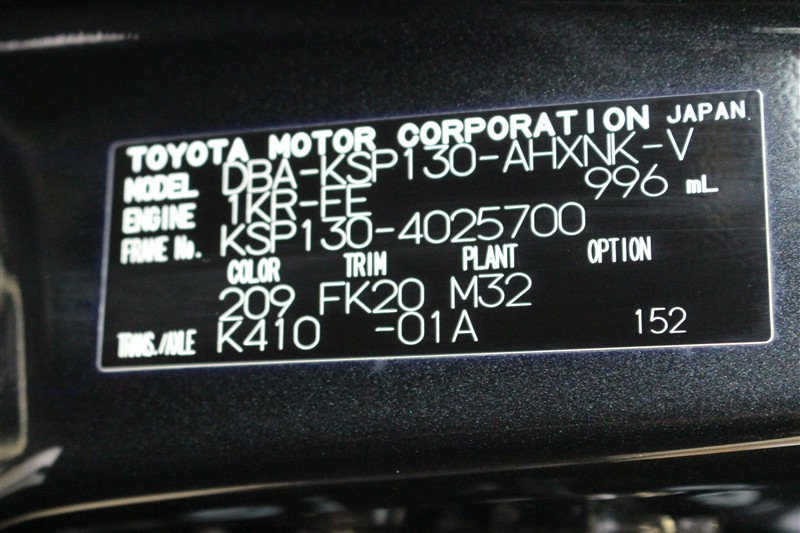 TOYOTA MOTOR CORPORATION JAPAN
MODEL DBA-KSP130-AHXNK-V
ENGINE 1KR-FE 996 mL
FRAME No. KSP130-4025700
COLOR TRIM PLANT OPTION
209 FK20 M32
TRANS./AXLE K410 -01A 152